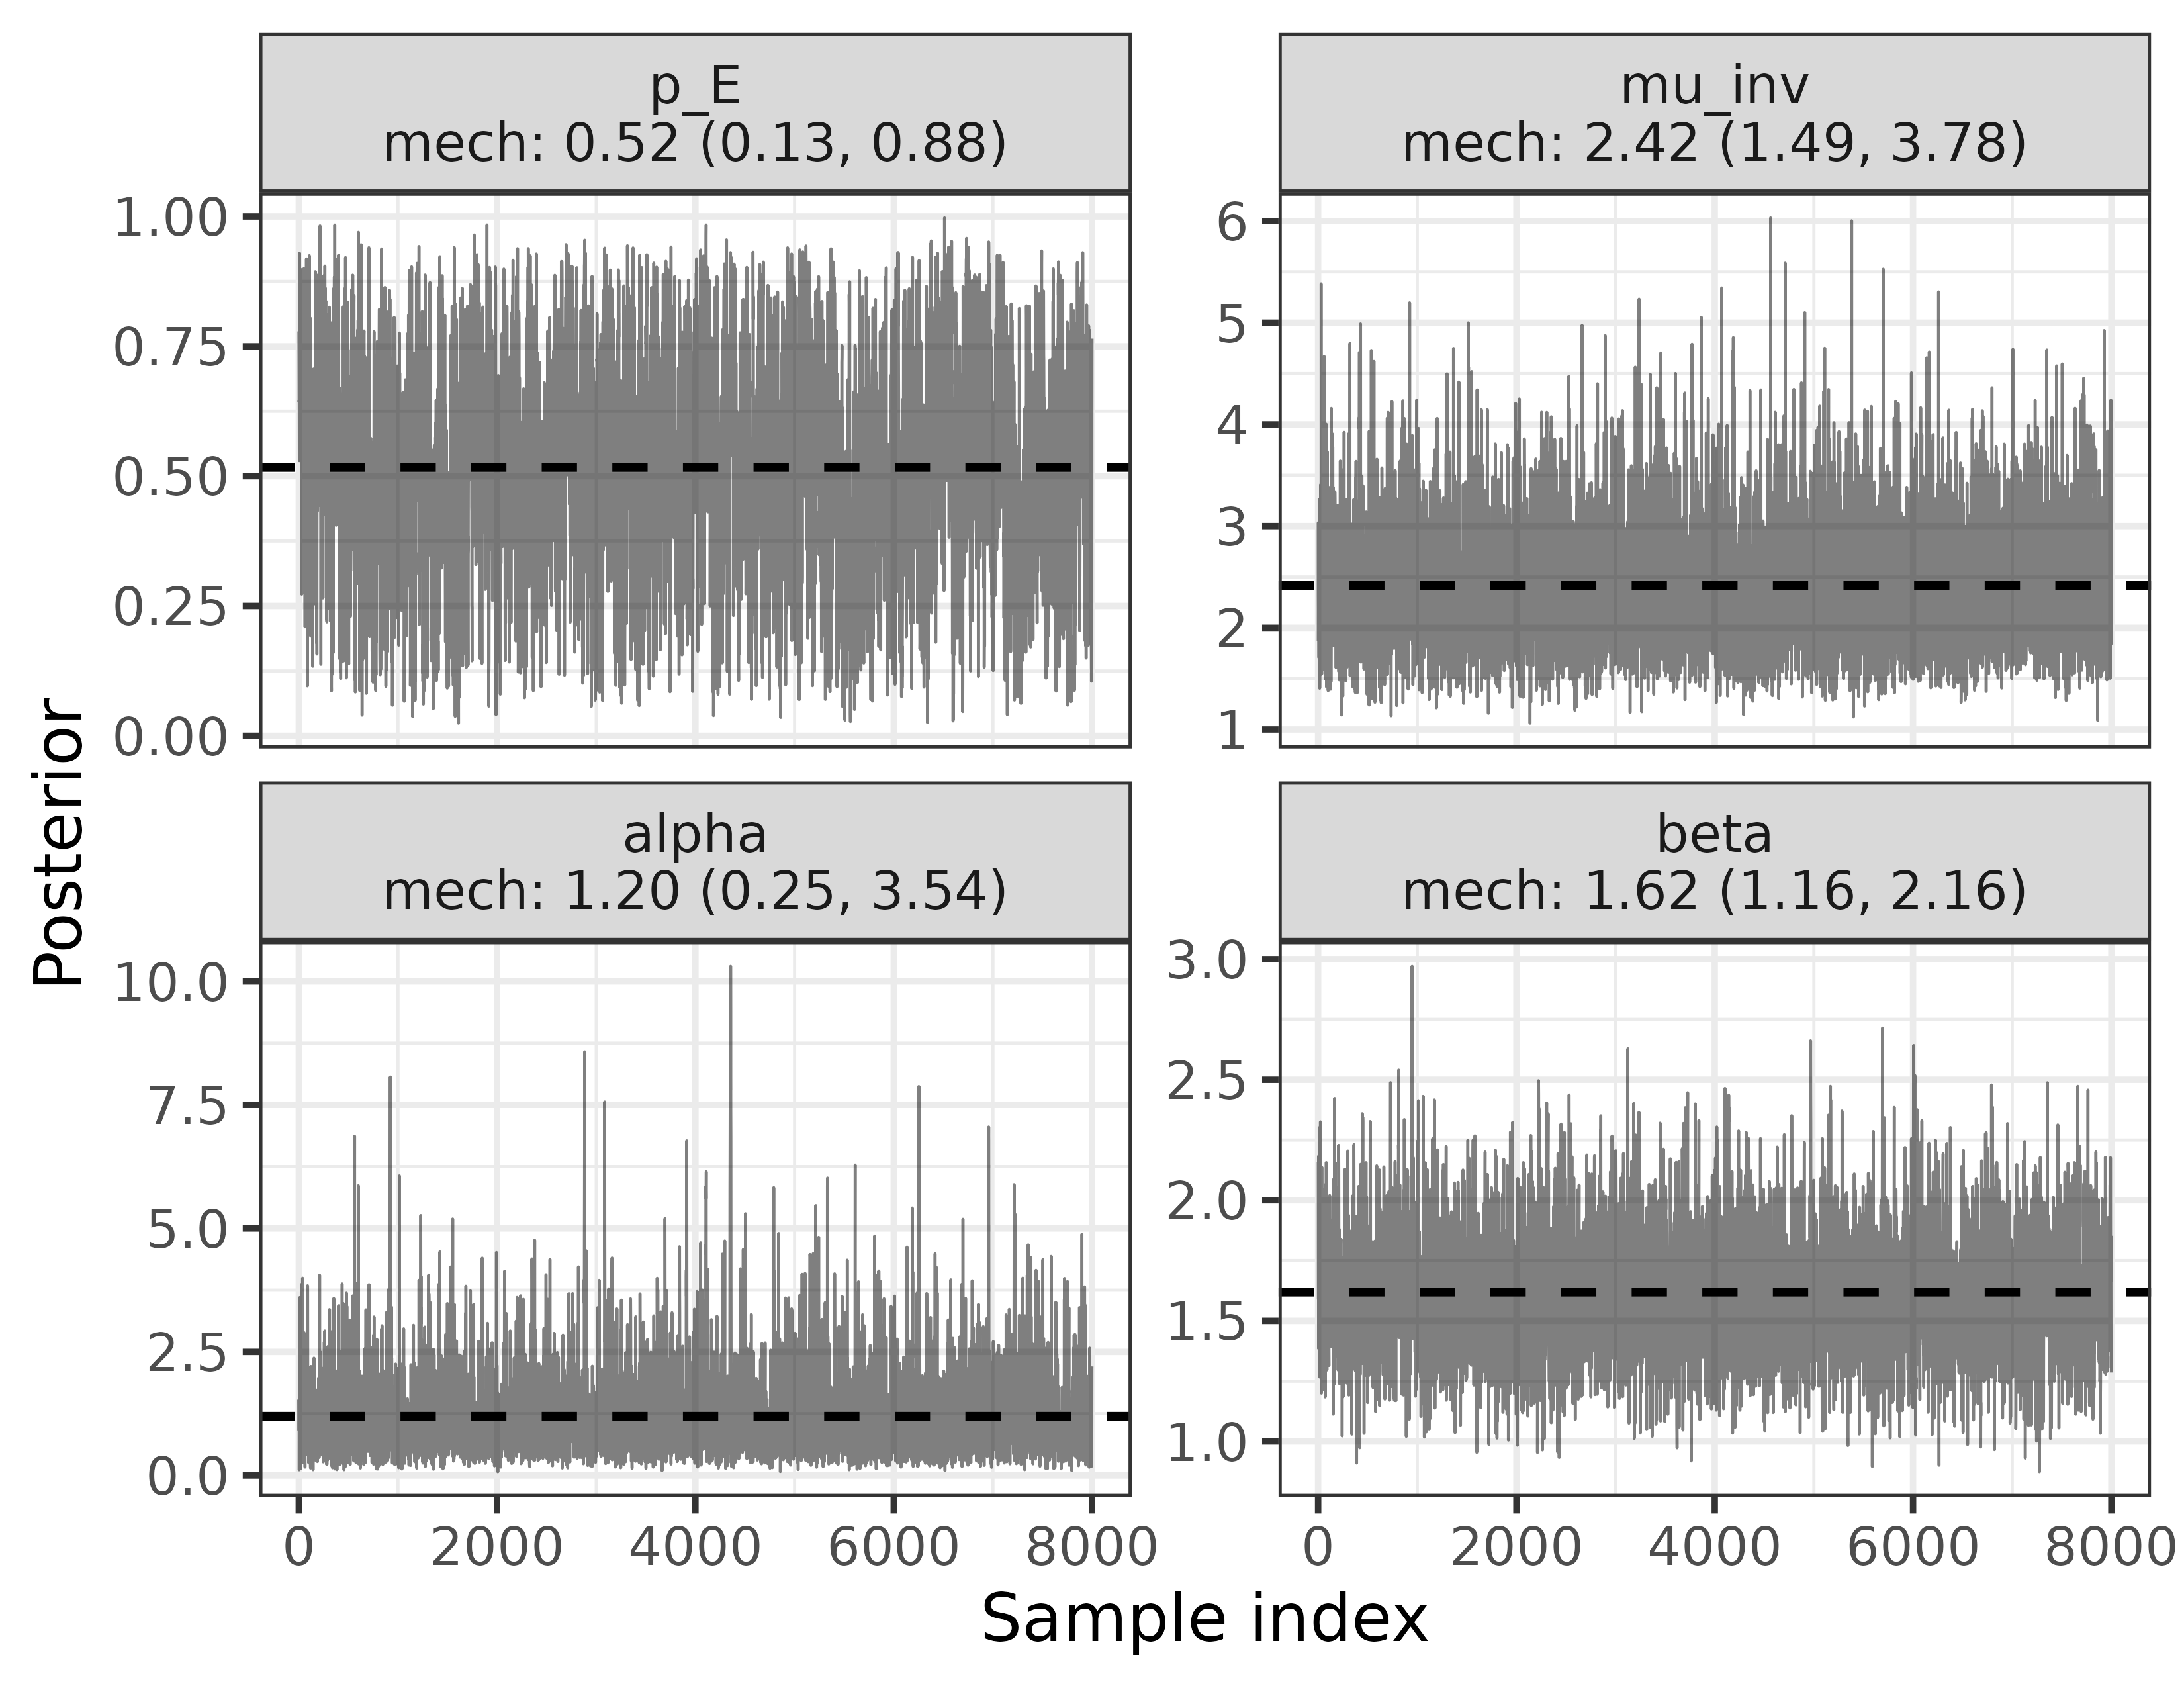 p_E
mech: 0.52 (0.13, 0.88)
mu_inv
mech: 2.42 (1.49, 3.78)
1.00
0.75
0.50
0.25
0.00
6
5
4
3
2
1
alpha
mech: 1.20 (0.25, 3.54)
beta
mech: 1.62 (1.16, 2.16)
10.0
7.5
5.0
2.5
0.0
3.0
2.5
2.0
1.5
1.0
0 2000 4000 6000 8000
0 2000 4000 6000 8000
Posterior
Sample index